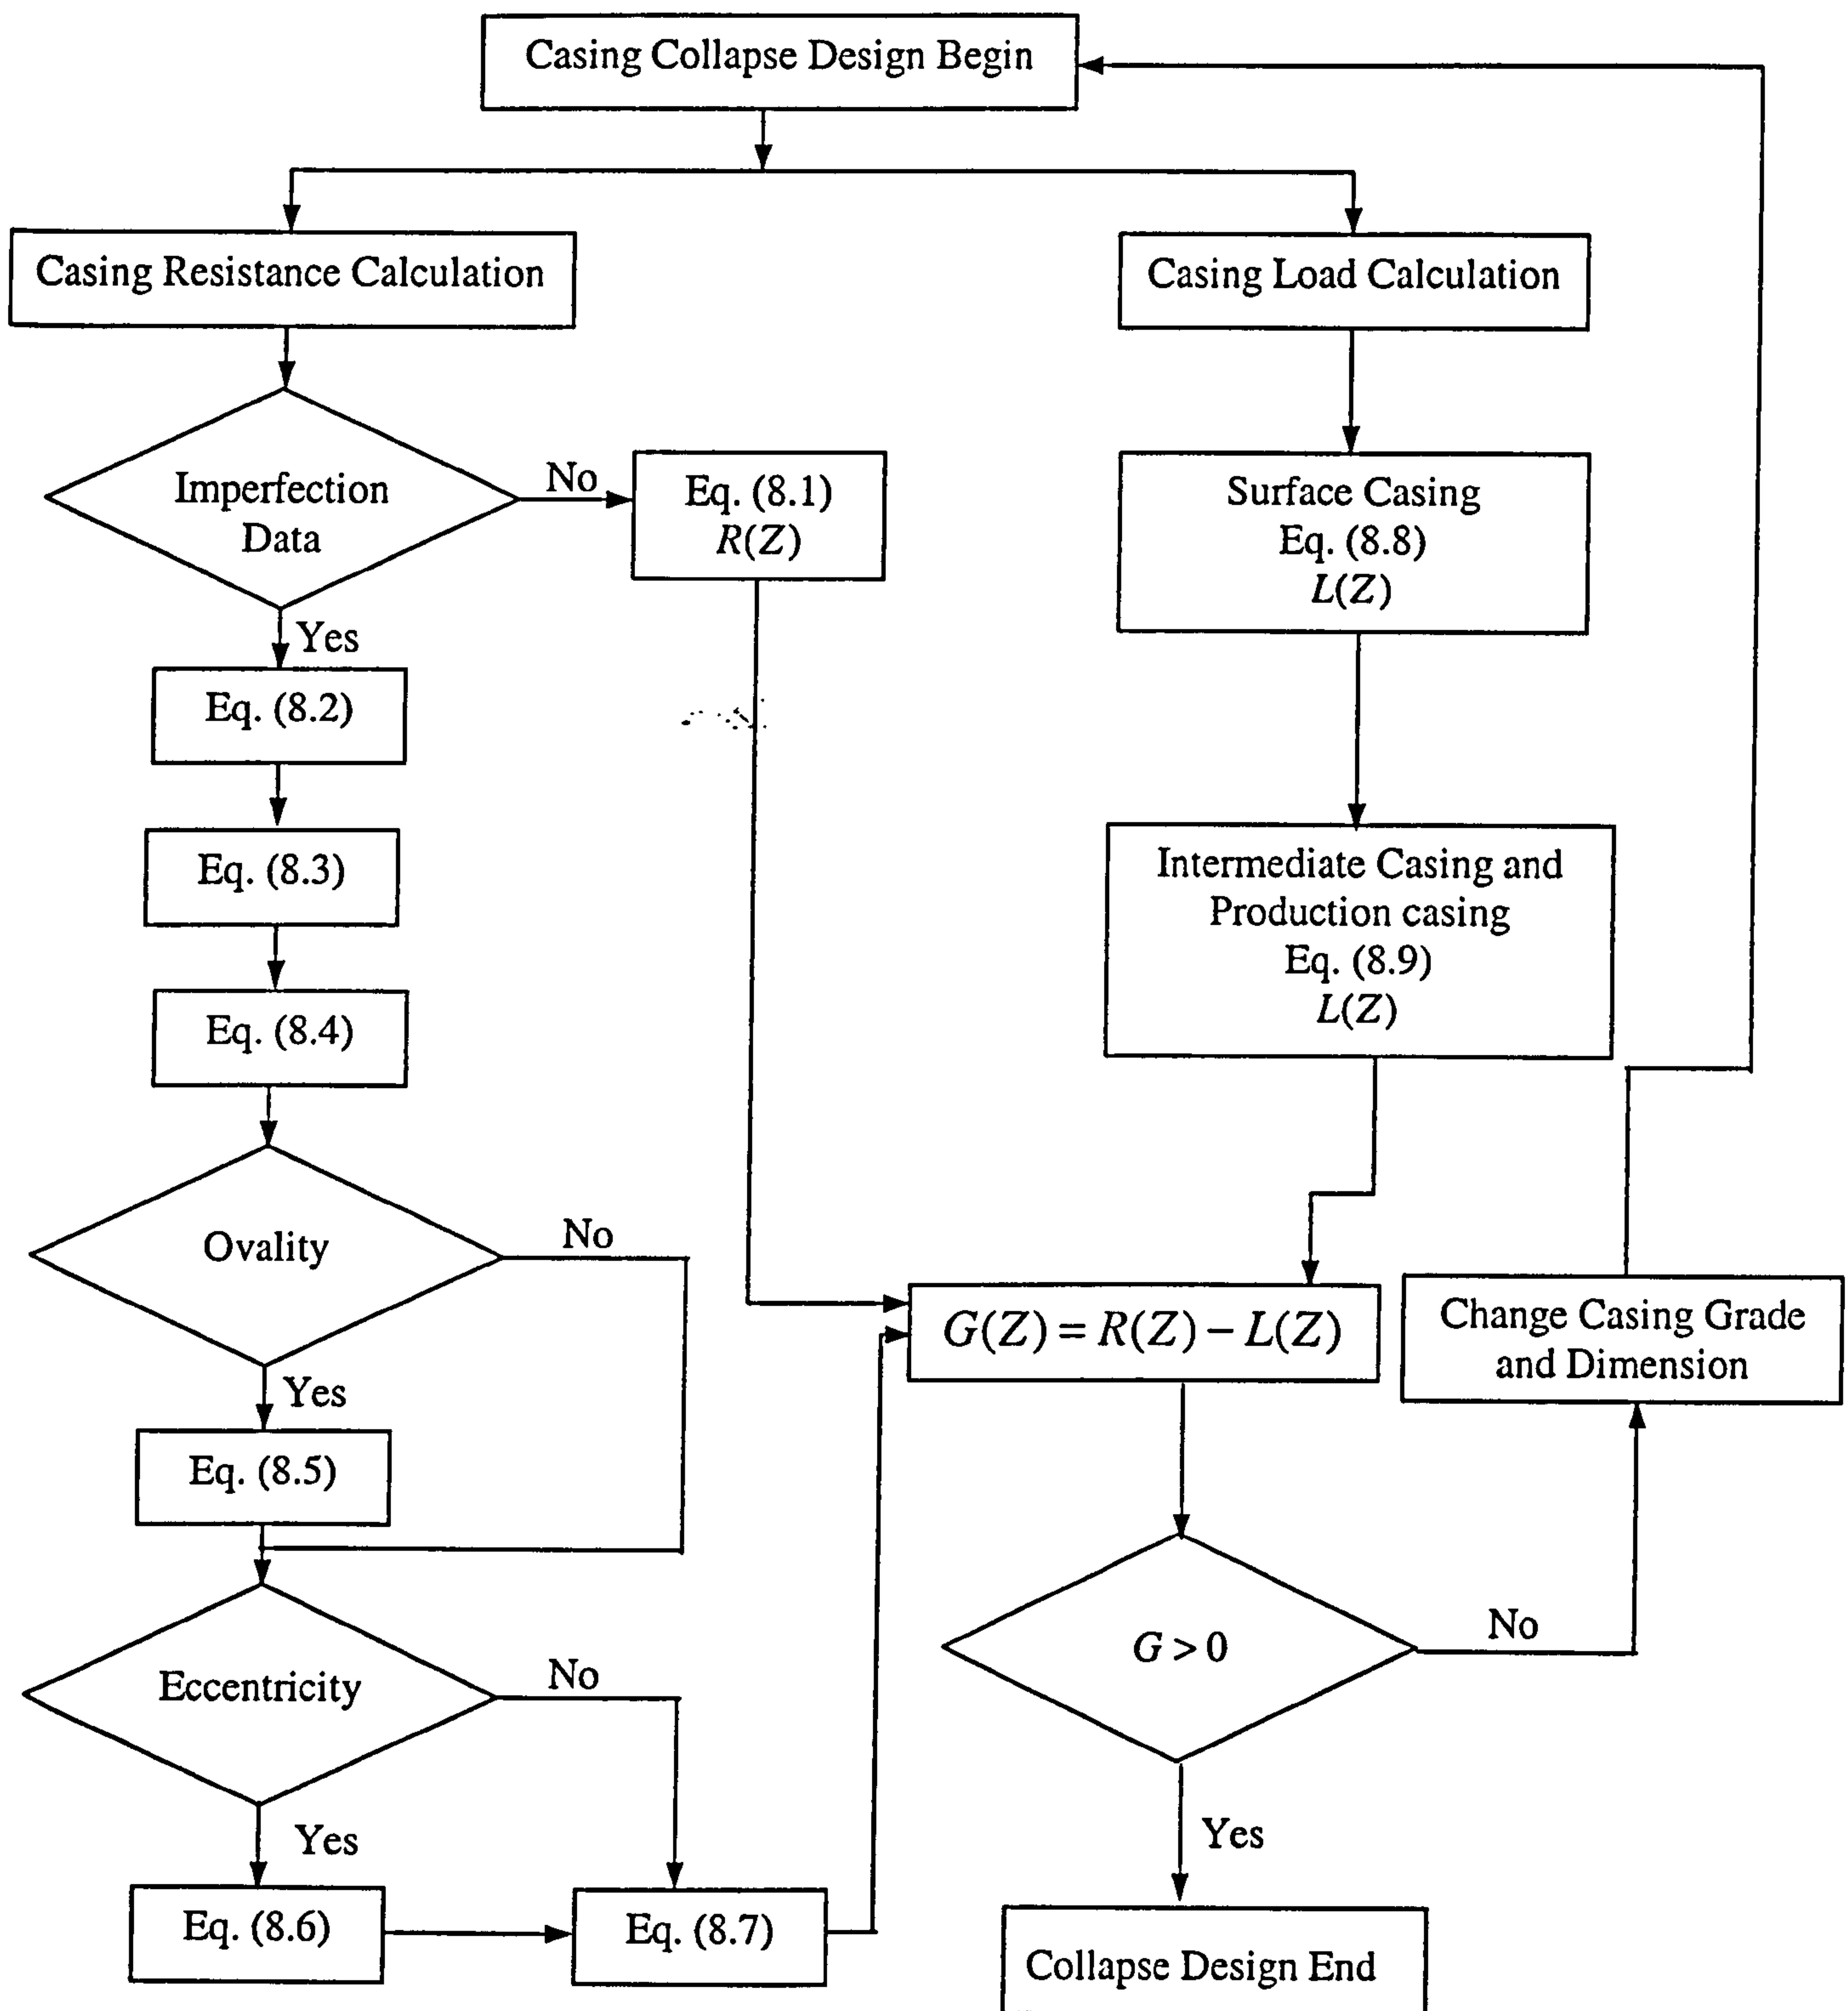 Casing Collapse Design Begin
Casing Resistance Calculation
Casing Load Calculation
Imperfection
Data
No
Eq. (8.1)
R(Z)
Surface Casing
Eq. (8.8)
L(Z)
Yes
Eq. (8.2)
Eq. (8.3)
Intermediate Casing and
Production casing
Eq. (8.9)
L(Z)
Eq. (8.4)
Ovality
No
G(Z) = R(Z) – L(Z)
Change Casing Grade
and Dimension
Yes
Eq. (8.5)
Eccentricity
No
G > 0
No
Yes
Yes
Eq. (8.6)
Eq. (8.7)
Collapse Design End